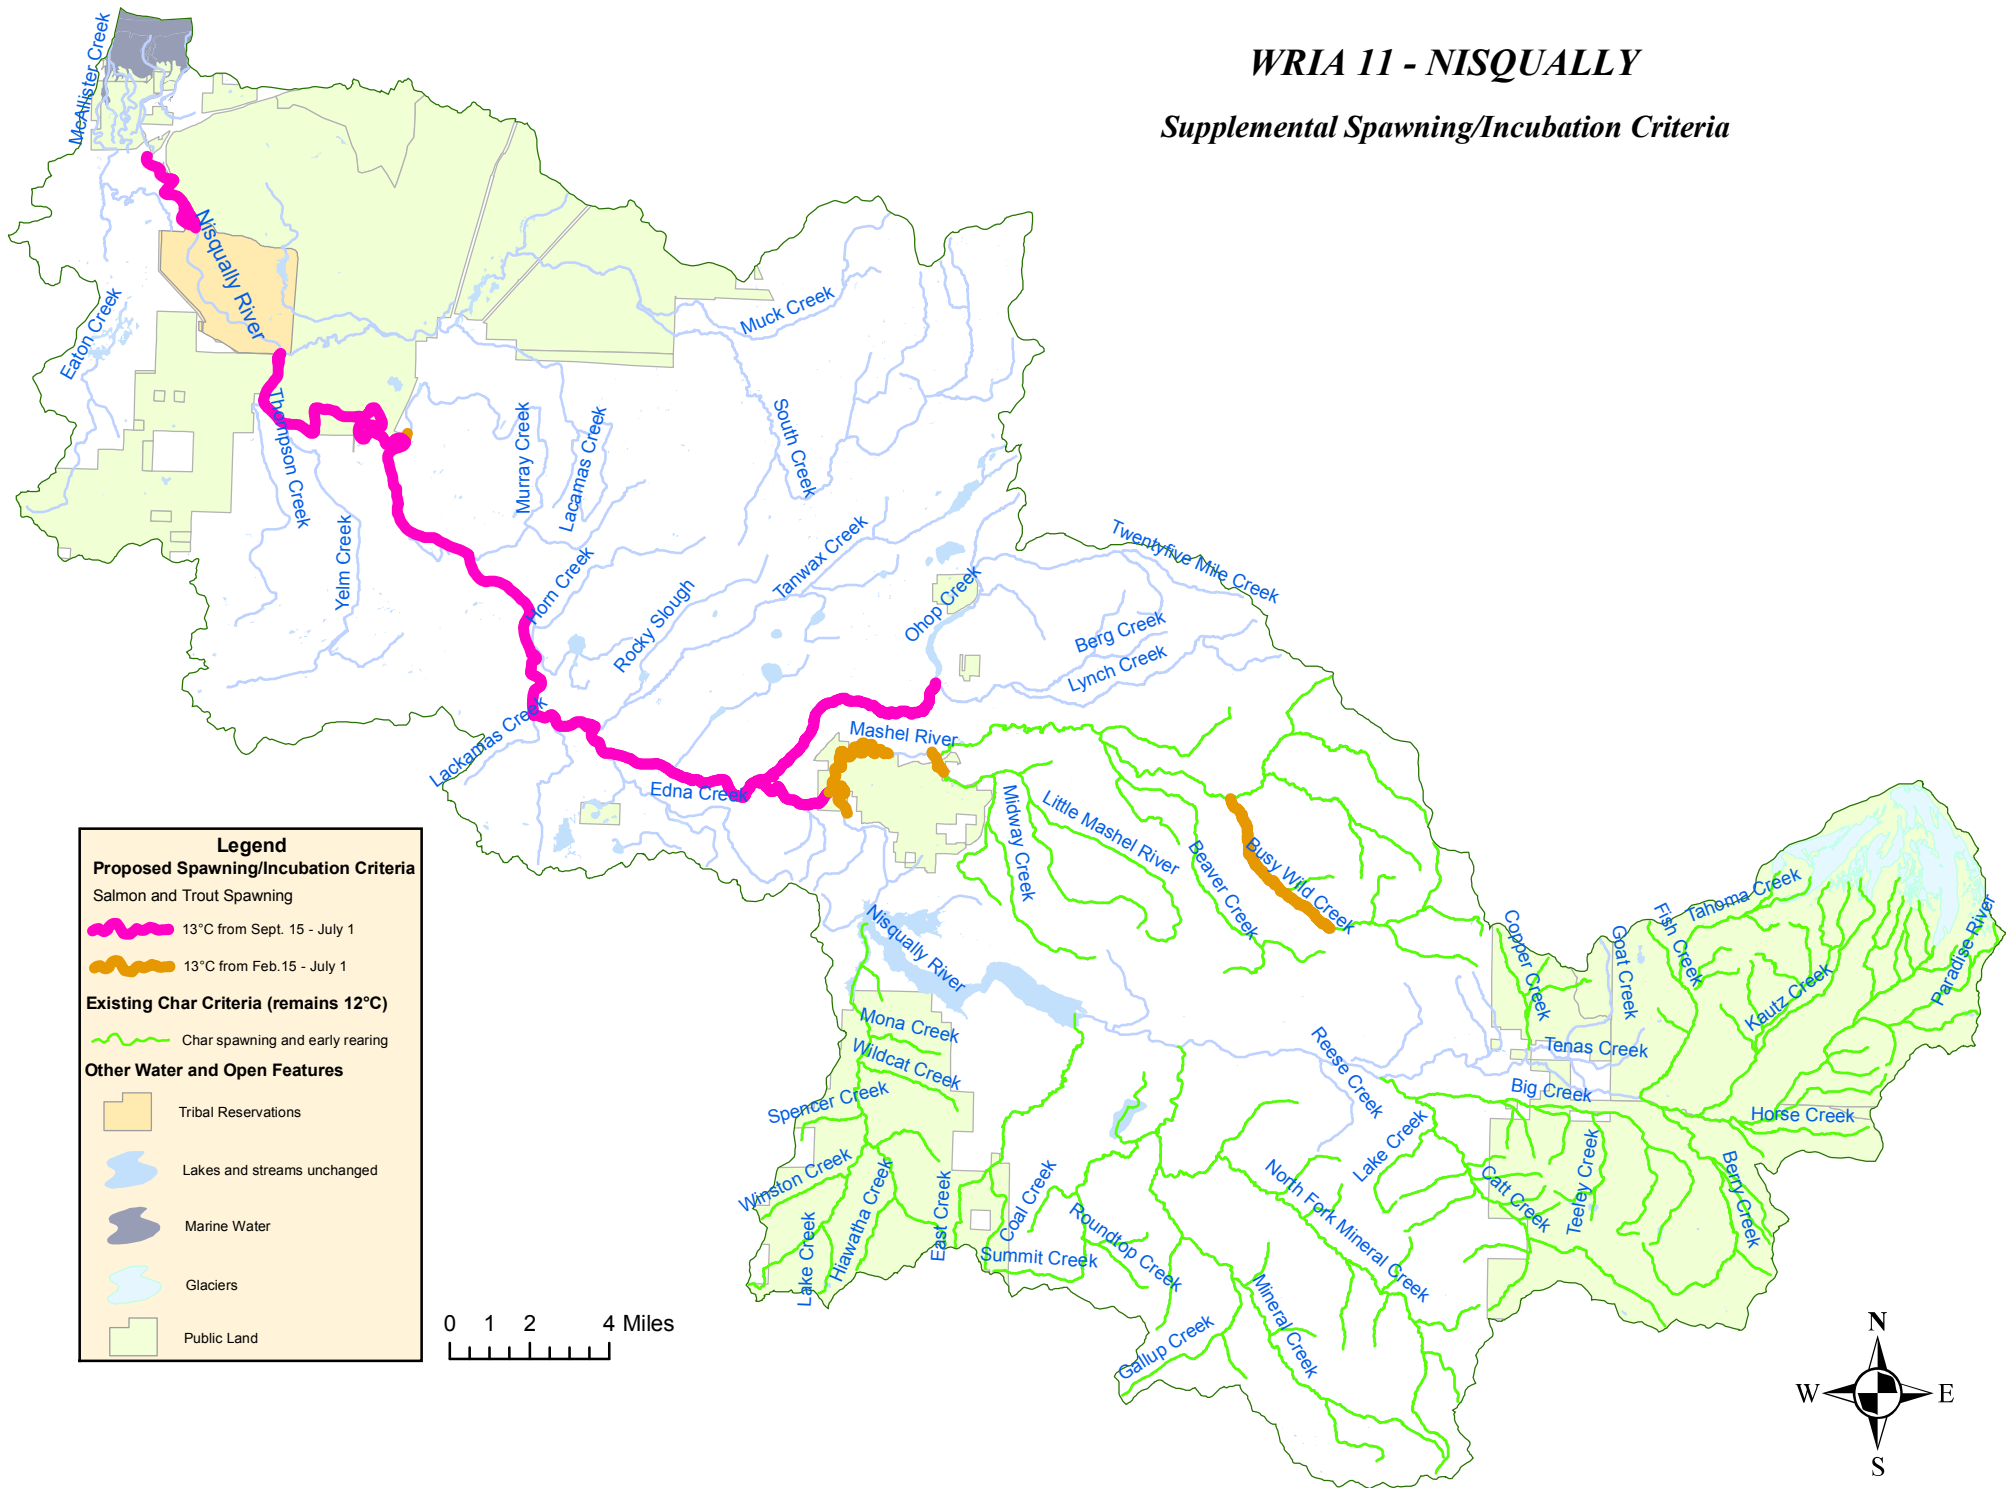 WRIA 11 - NISQUALLY
Supplemental Spawning/Incubation Criteria
McAllister Creek
Nisqually River
Eaton Creek
Muck Creek
Thompson Creek
Yelm Creek
Murray Creek
Lacamas Creek
South Creek
Horn Creek
Rocky Slough
Tanwax Creek
Ohop Creek
Twentyfive Mile Creek
Berg Creek
Lynch Creek
Lackamas Creek
Edna Creek
Mashel River
Midway Creek
Little Mashel River
Beaver Creek
Busy Wild Creek
Nisqually River
Copper Creek
Goat Creek
Fish Creek
Tahoma Creek
Kautz Creek
Paradise River
Mona Creek
Wildcat Creek
Spencer Creek
Winston Creek
Lake Creek
Hiawatha Creek
East Creek
Coal Creek
Summit Creek
Roundtop Creek
Gallup Creek
Mineral Creek
North Fork Mineral Creek
Reese Creek
Lake Creek
Catt Creek
Teeley Creek
Tenas Creek
Big Creek
Horse Creek
Berry Creek
Legend
Proposed Spawning/Incubation Criteria
Salmon and Trout Spawning
13°C from Sept. 15 - July 1
13°C from Feb.15 - July 1
Existing Char Criteria (remains 12°C)
Char spawning and early rearing
Other Water and Open Features
Tribal Reservations
Lakes and streams unchanged
Marine Water
Glaciers
Public Land
0 1 2 4 Miles
N
W E
S